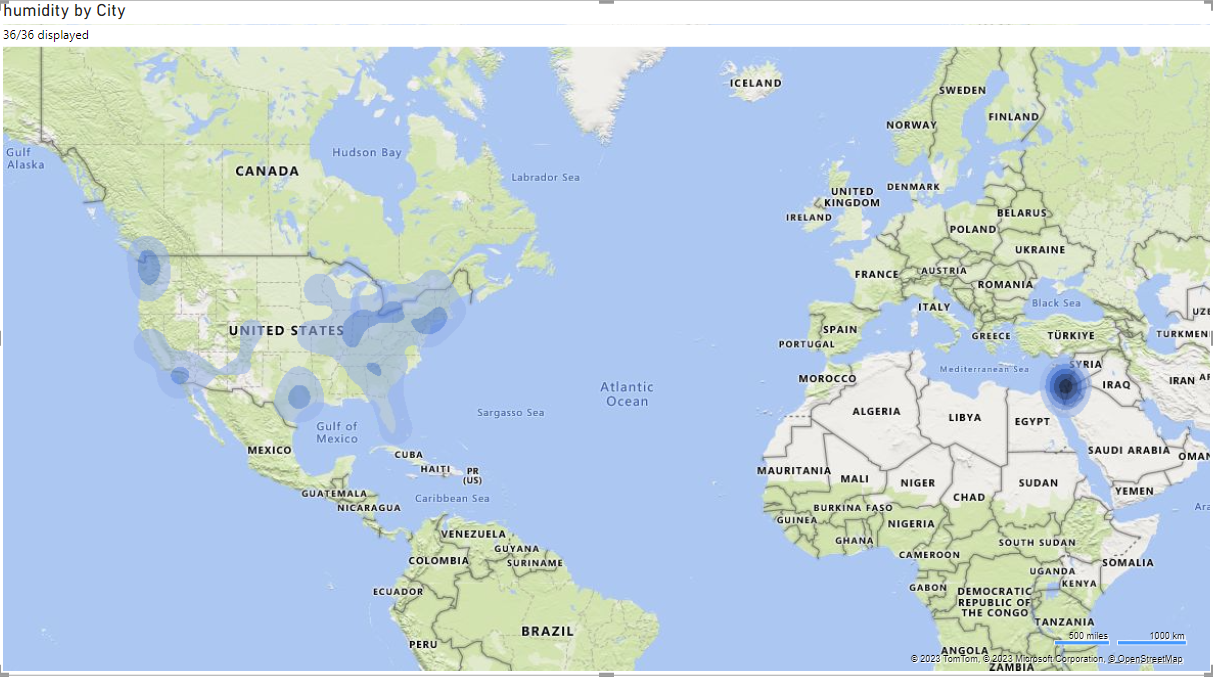 humidity by City
36/36 displayed
ICELAND
SWEDEN
FINLAND
NORWAY
Gulf
Alaska
Hudson Bay
CANADA
Labrador Sea
UNITED
KINGDOM
DENMARK
IRELAND
BELARUS
POLAND
UKRAINE
FRANCE
AUSTRIA
ROMANIA
Black Sea
ITALY
UZE
UNITED STATES
SPAIN
PORTUGAL
GREECE
TÜRKIYE
TURKMEN
Mediterranean Sea
SYRIA
MOROCCO
IRAQ
IRAN
AF
Atlantic
Ocean
Sargasso Sea
ALGERIA
LIBYA
EGYPT
Gulf of
Mexico
MEXICO
CUBA
HAITI
PR
(US)
SAUDI ARABIA
OMAN
MAURITANIA
MALI
NIGER
CHAD
SUDAN
YEMEN
GUATEMALA
NICARAGUA
Caribbean Sea
Ara
BURKINA FASO
GUINEA
NIGERIA
VENEZUELA
GUYANA
SURINAME
COLOMBIA
GHANA
CAMEROON
SOUTH SUDAN
SOMALIA
ECUADOR
GABON
DEMOCRATIC
REPUBLIC OF
THE CONGO
UGANDA
KENYA
BRAZIL
PERU
TANZANIA
500 miles
1000 km
ANGOLA
ZAMBIA
© 2023 TomTom, © 2023 Microsoft Corporation, © OpenStreetMap